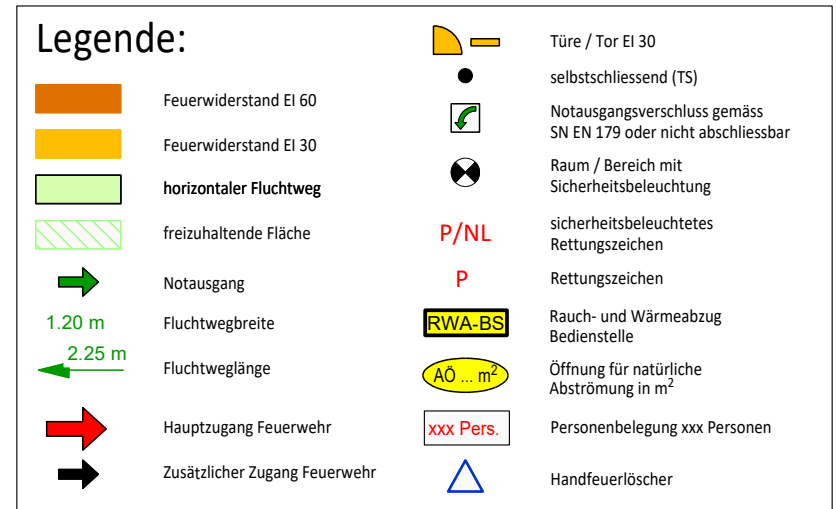 Legende:
Feuerwiderstand EI 60
Feuerwiderstand EI 30
horizontaler Fluchtweg
freizuhaltende Fläche
Notausgang
1.20 m
Fluchtwegbreite
2.25 m
Fluchtweglänge
Hauptzugang Feuerwehr
Zusätzlicher Zugang Feuerwehr
Türe / Tor EI 30
selbstschliessend (TS)
Notausgangsverschluss gemäss
SN EN 179 oder nicht abschliessbar
Raum / Bereich mit
Sicherheitsbeleuchtung
P/NL
sicherheitsbeleuchtetes
Rettungszeichen
P
Rettungszeichen
RWA-BS
Rauch- und Wärmeabzug
Bedienstelle
AÖ ... m²
Öffnung für natürliche
Abströmung in m²
xxx Pers.
Personenbelegung xxx Personen
Handfeuerlöscher